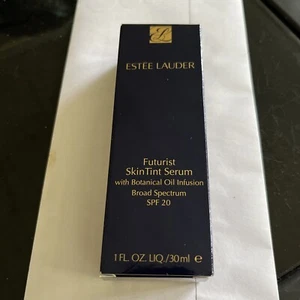 ESTĒE LAUDER
Futurist
SkinTint Serum
with Botanical Oil Infusion
Broad Spectrum
SPF 20
1 FL. OZ. LIQ./30ml e